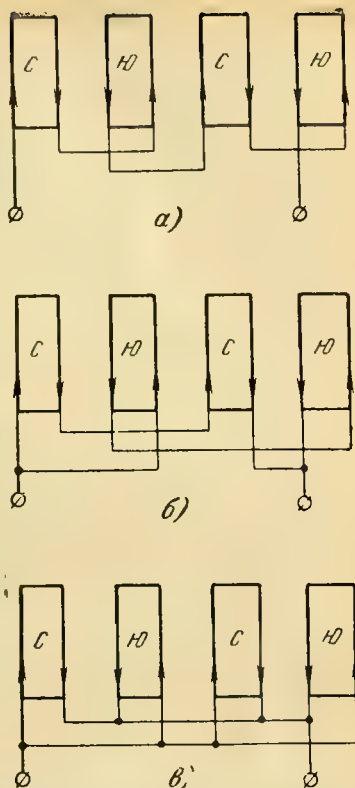 С Ю С Ю
а)
С Ю С Ю
б)
С Ю С Ю
в)